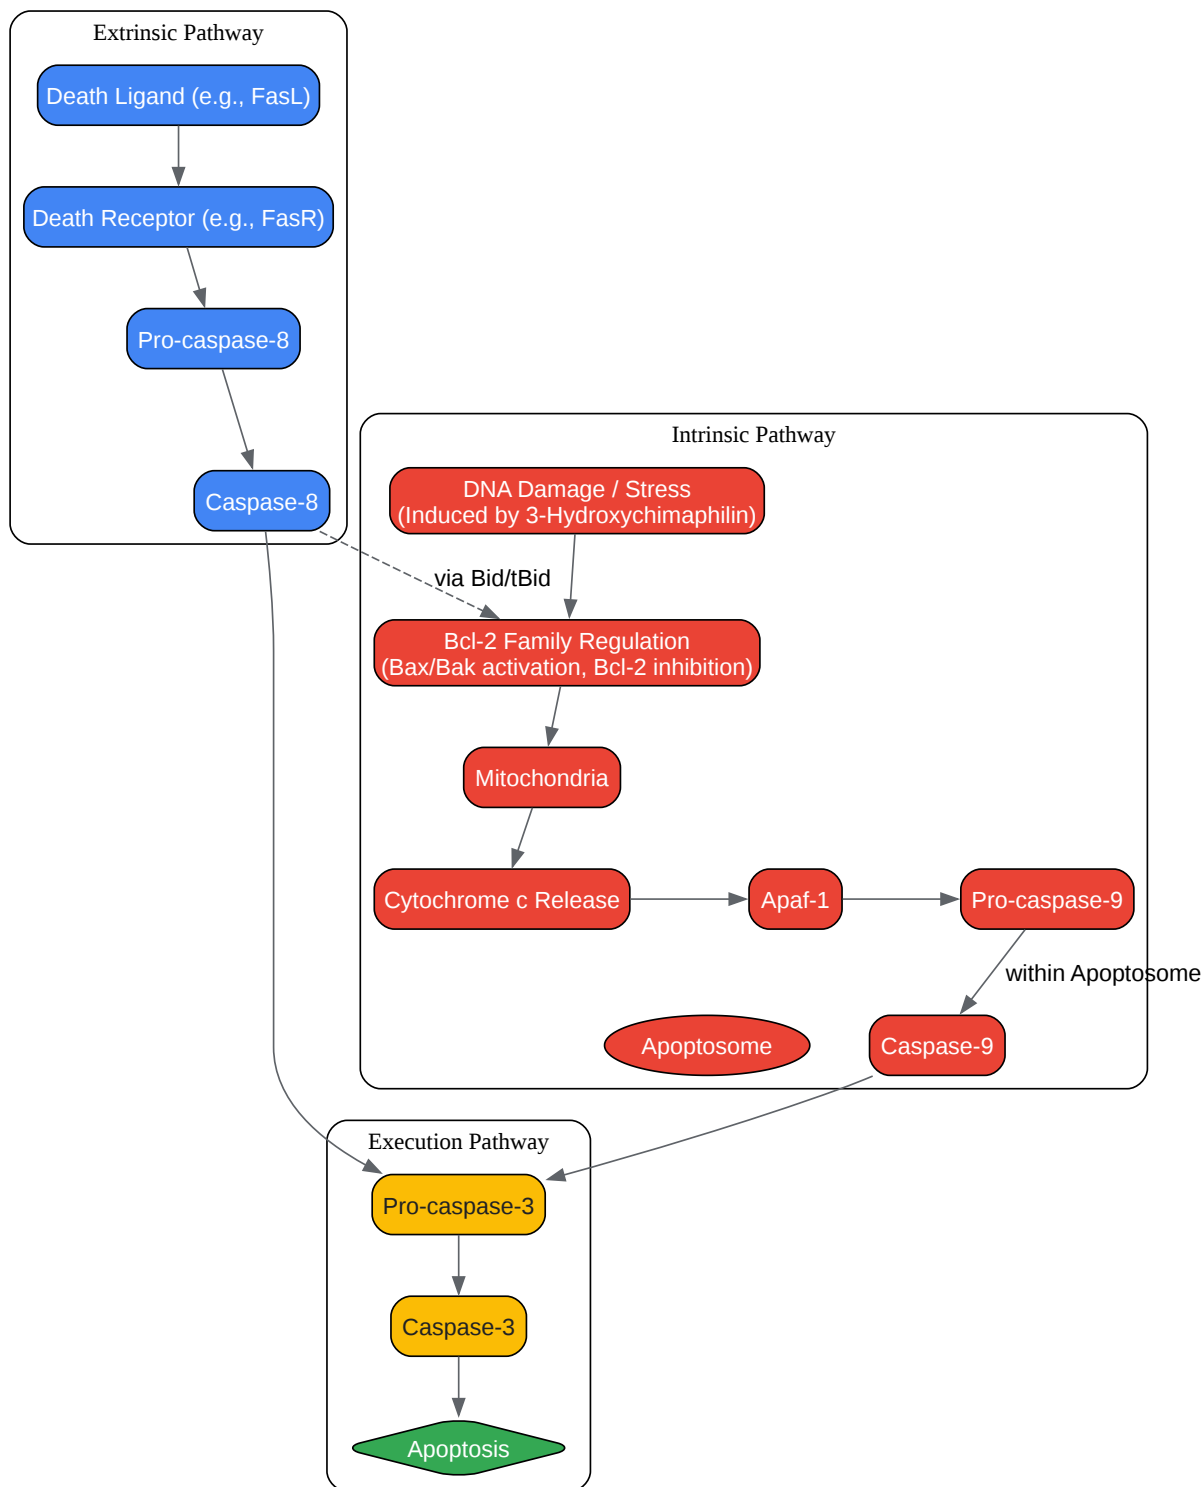 Extrinsic Pathway
Death Ligand (e.g., FasL)
Death Receptor (e.g., FasR)
Pro-caspase-8
Caspase-8
Intrinsic Pathway
DNA Damage / Stress
(Induced by 3-Hydroxychimaphilin)
via Bid/tBid
Bcl-2 Family Regulation
(Bax/Bak activation, Bcl-2 inhibition)
Mitochondria
Cytochrome c Release
Apaf-1
Pro-caspase-9
within Apoptosome
Apoptosome
Caspase-9
Execution Pathway
Pro-caspase-3
Caspase-3
Apoptosis